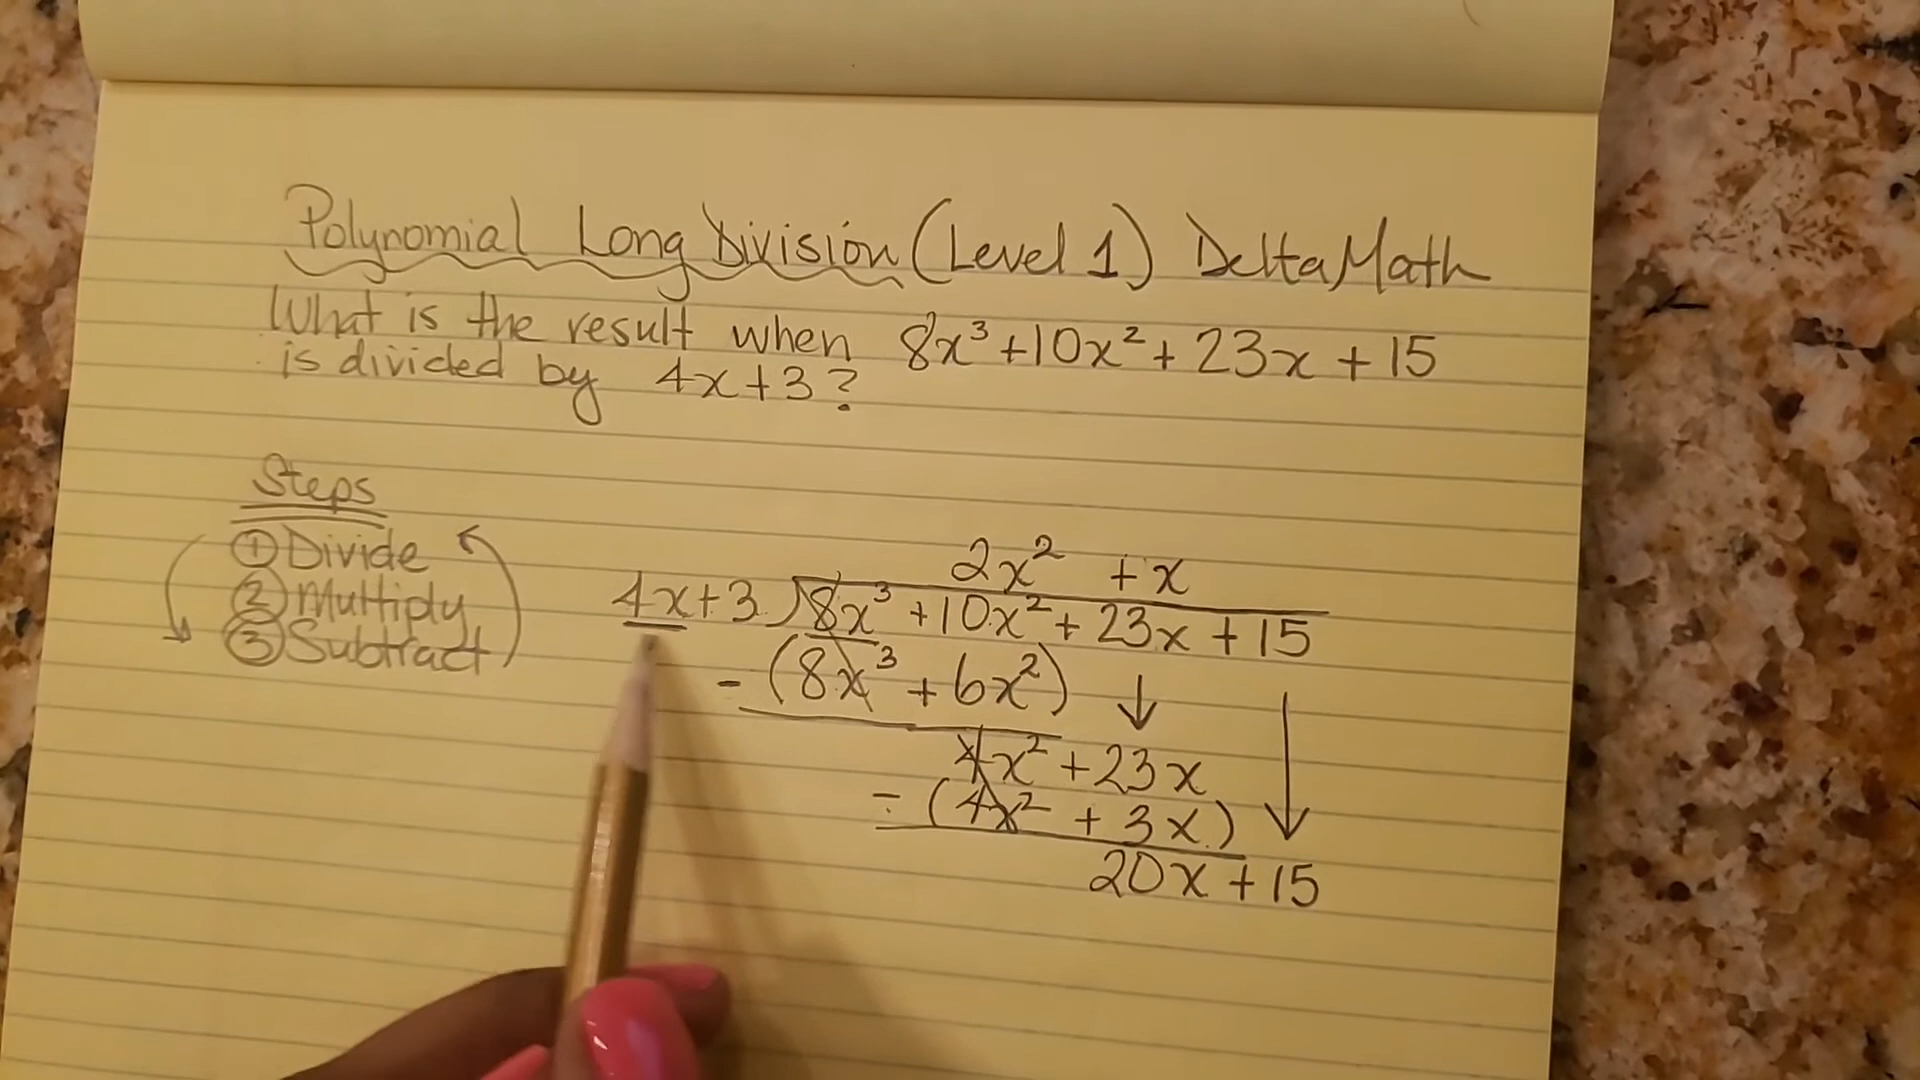 Polynomial Long Division (Level 1) DeltaMath
What is the result when 8x³ + 10x² + 23x + 15
is divided by 4x + 3?
Steps
① Divide
② Multiply
③ Subtract
2x² + x
4x + 3 ) 8x³ + 10x² + 23x + 15
- (8x³ + 6x²)
4x² + 23x
- (4x² + 3x)
20x + 15